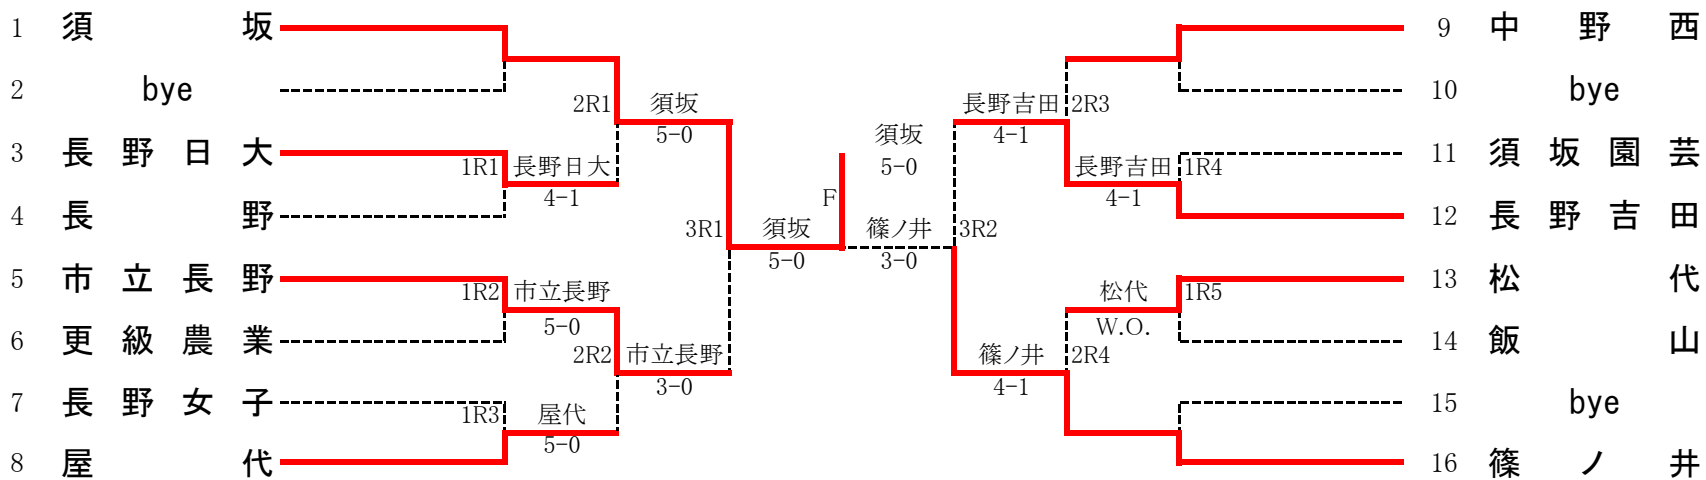 1 須坂
2 bye
3 長野日大
4 長野
5 市立長野
6 更級農業
7 長野女子
8 屋代
1R1 長野日大
4-1
1R2 市立長野
5-0
1R3 屋代
5-0
2R1 須坂
5-0
2R2 市立長野
3-0
3R1 須坂
5-0
F 須坂
5-0
篠ノ井 3R2
3-0
長野吉田 2R3
4-1
篠ノ井 2R4
4-1
長野吉田 1R4
4-1
松代 1R5
W.O.
9 中野西
10 bye
11 須坂園芸
12 長野吉田
13 松代
14 飯山
15 bye
16 篠ノ井